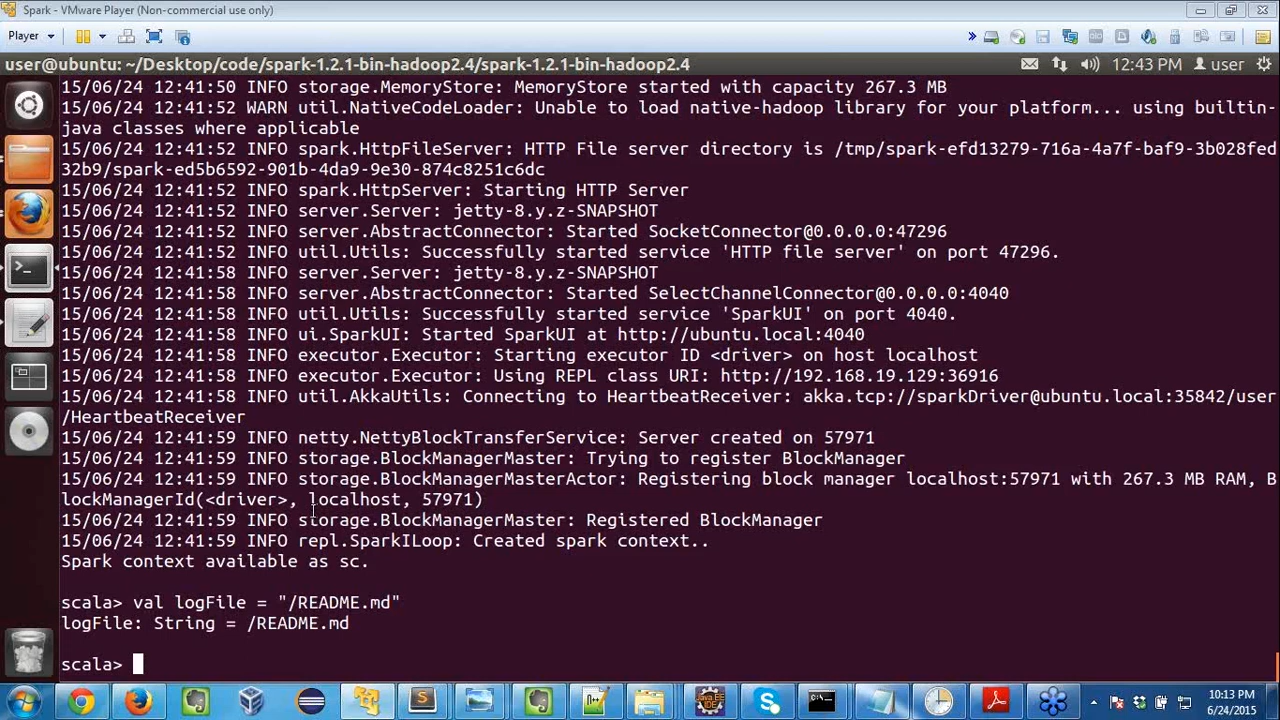 Spark - VMware Player (Non-commercial use only)
Player
user@ubuntu: ~/Desktop/code/spark-1.2.1-bin-hadoop2.4/spark-1.2.1-bin-hadoop2.4
12:43 PM
user
15/06/24 12:41:50 INFO storage.MemoryStore: MemoryStore started with capacity 267.3 MB
15/06/24 12:41:52 WARN util.NativeCodeLoader: Unable to load native-hadoop library for your platform... using builtin-
java classes where applicable
15/06/24 12:41:52 INFO spark.HttpFileServer: HTTP File server directory is /tmp/spark-efd13279-716a-4a7f-baf9-3b028fed
32b9/spark-ed5b6592-901b-4da9-9e30-874c8251c6dc
15/06/24 12:41:52 INFO spark.HttpServer: Starting HTTP Server
15/06/24 12:41:52 INFO server.Server: jetty-8.y.z-SNAPSHOT
15/06/24 12:41:52 INFO server.AbstractConnector: Started SocketConnector@0.0.0.0:47296
15/06/24 12:41:52 INFO util.Utils: Successfully started service 'HTTP file server' on port 47296.
15/06/24 12:41:58 INFO server.Server: jetty-8.y.z-SNAPSHOT
15/06/24 12:41:58 INFO server.AbstractConnector: Started SelectChannelConnector@0.0.0.0:4040
15/06/24 12:41:58 INFO util.Utils: Successfully started service 'SparkUI' on port 4040.
15/06/24 12:41:58 INFO ui.SparkUI: Started SparkUI at http://ubuntu.local:4040
15/06/24 12:41:58 INFO executor.Executor: Starting executor ID <driver> on host localhost
15/06/24 12:41:58 INFO executor.Executor: Using REPL class URI: http://192.168.19.129:36916
15/06/24 12:41:58 INFO util.AkkaUtils: Connecting to HeartbeatReceiver: akka.tcp://sparkDriver@ubuntu.local:35842/user
/HeartbeatReceiver
15/06/24 12:41:59 INFO netty.NettyBlockTransferService: Server created on 57971
15/06/24 12:41:59 INFO storage.BlockManagerMaster: Trying to register BlockManager
15/06/24 12:41:59 INFO storage.BlockManagerMasterActor: Registering block manager localhost:57971 with 267.3 MB RAM, B
lockManagerId(<driver>, localhost, 57971)
15/06/24 12:41:59 INFO storage.BlockManagerMaster: Registered BlockManager
15/06/24 12:41:59 INFO repl.SparkILoop: Created spark context..
Spark context available as sc.
scala> val logFile = "/README.md"
logFile: String = /README.md
scala>
10:13 PM
6/24/2015